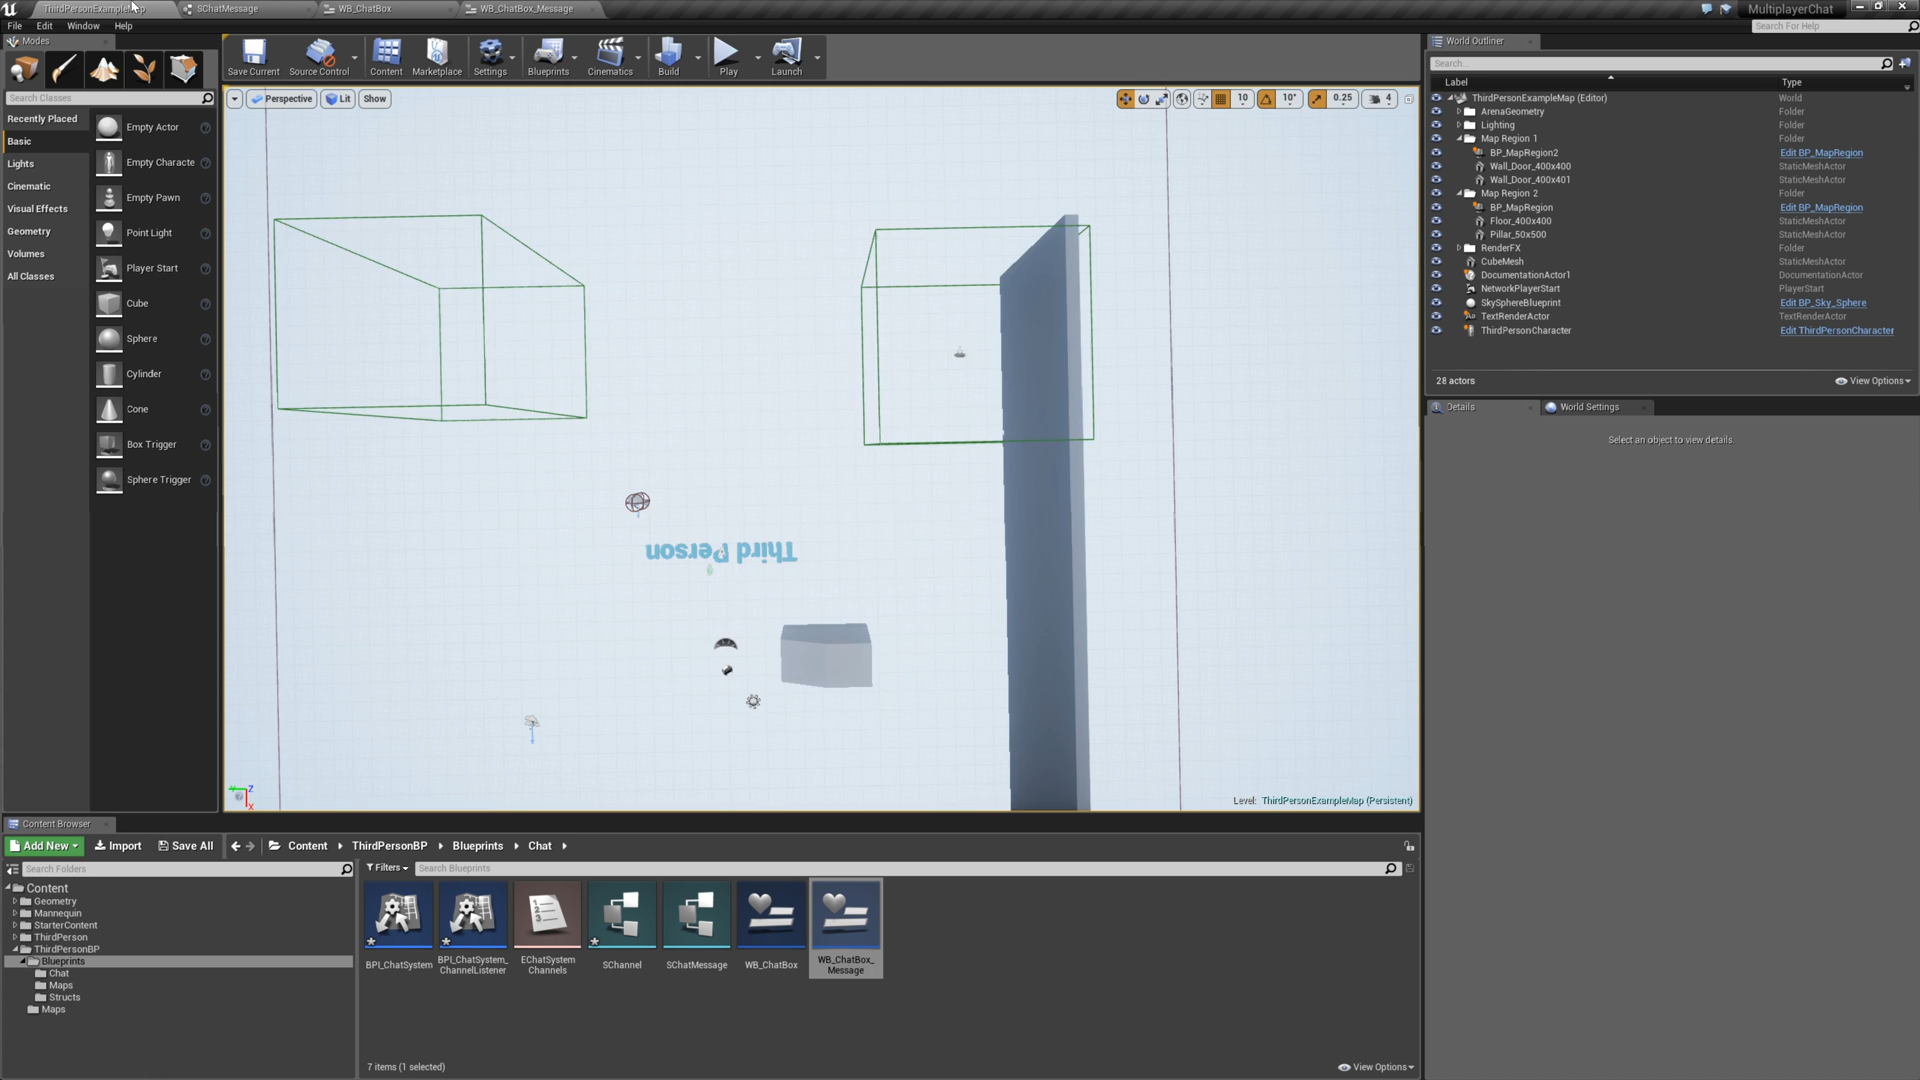 ThirdPersonExampleMap
SChatMessage
WB_ChatBox
WB_ChatBox_Message
MultiplayerChat
File
Edit
Window
Help
Search For Help
Modes
Search Classes
Recently Placed
Basic
Lights
Cinematic
Visual Effects
Geometry
Volumes
All Classes
Empty Actor
Empty Characte
Empty Pawn
Point Light
Player Start
Cube
Sphere
Cylinder
Cone
Box Trigger
Sphere Trigger
Save Current
Source Control
Content
Marketplace
Settings
Blueprints
Cinematics
Build
Play
Launch
Perspective
Lit
Show
10
10°
0.25
4
Third Person
Z
X
Level: ThirdPersonExampleMap (Persistent)
World Outliner
Search...
Label
Type
ThirdPersonExampleMap (Editor) World
ArenaGeometry Folder
Lighting Folder
Map Region 1 Folder
BP_MapRegion2 Edit BP_MapRegion
Wall_Door_400x400 StaticMeshActor
Wall_Door_400x401 StaticMeshActor
Map Region 2 Folder
BP_MapRegion Edit BP_MapRegion
Floor_400x400 StaticMeshActor
Pillar_50x500 StaticMeshActor
RenderFX Folder
CubeMesh StaticMeshActor
DocumentationActor1 DocumentationActor
NetworkPlayerStart PlayerStart
SkySphereBlueprint Edit BP_Sky_Sphere
TextRenderActor TextRenderActor
ThirdPersonCharacter Edit ThirdPersonCharacter
28 actors
View Options
Details
World Settings
Select an object to view details.
Content Browser
Add New
Import
Save All
Content
ThirdPersonBP
Blueprints
Chat
Search Folders
Filters
Search Blueprints
Content
Geometry
Mannequin
StarterContent
ThirdPerson
ThirdPersonBP
Blueprints
Chat
Maps
Structs
Maps
BPI_ChatSystem
BPI_ChatSystem_
ChannelListener
EChatSystem
Channels
SChannel
SChatMessage
WB_ChatBox
WB_ChatBox_
Message
7 items (1 selected)
View Options